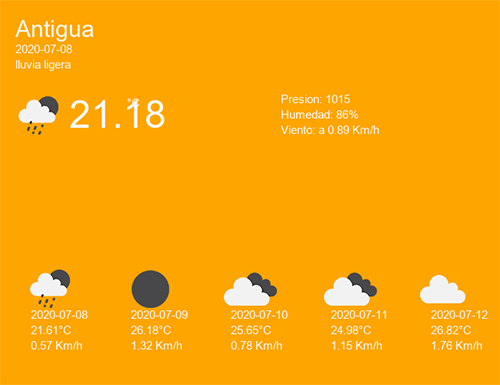 Antigua
2020-07-08
lluvia ligera
21.18 °C
Presion: 1015
Humedad: 86%
Viento: a 0.89 Km/h
2020-07-08 2020-07-09 2020-07-10 2020-07-11 2020-07-12
21.61°C 26.18°C 25.65°C 24.98°C 26.82°C
0.57 Km/h 1.32 Km/h 0.78 Km/h 1.15 Km/h 1.76 Km/h